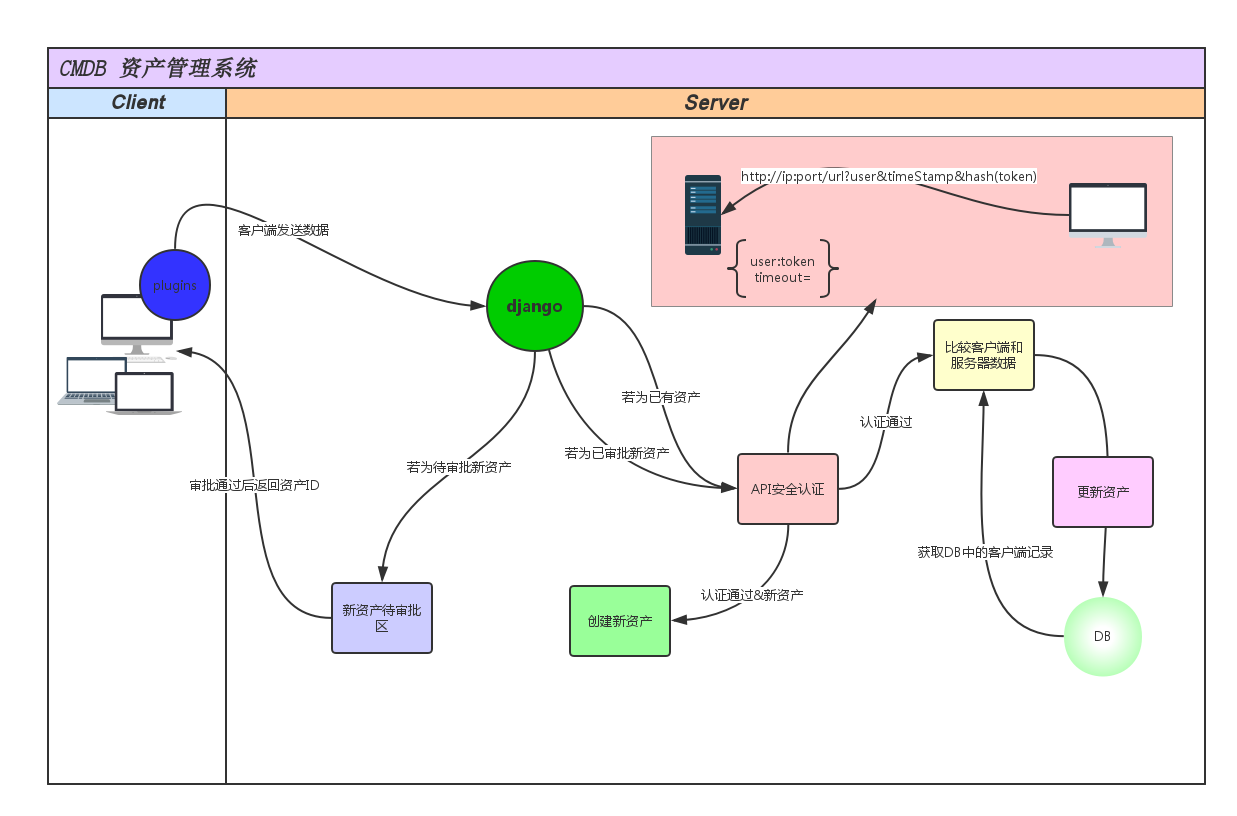 CMDB 资产管理系统
Client
Server
http://ip:port/url?user&timeStamp&hash(token)
客户端发送数据
user:token
timeout=
plugins
django
比较客户端和
服务器数据
若为已有资产
认证通过
若为已审批新资产
若为待审批新资产
审批通过后返回资产ID
API安全认证
更新资产
获取DB中的客户端记录
认证通过&新资产
新资产待审批
区
创建新资产
DB